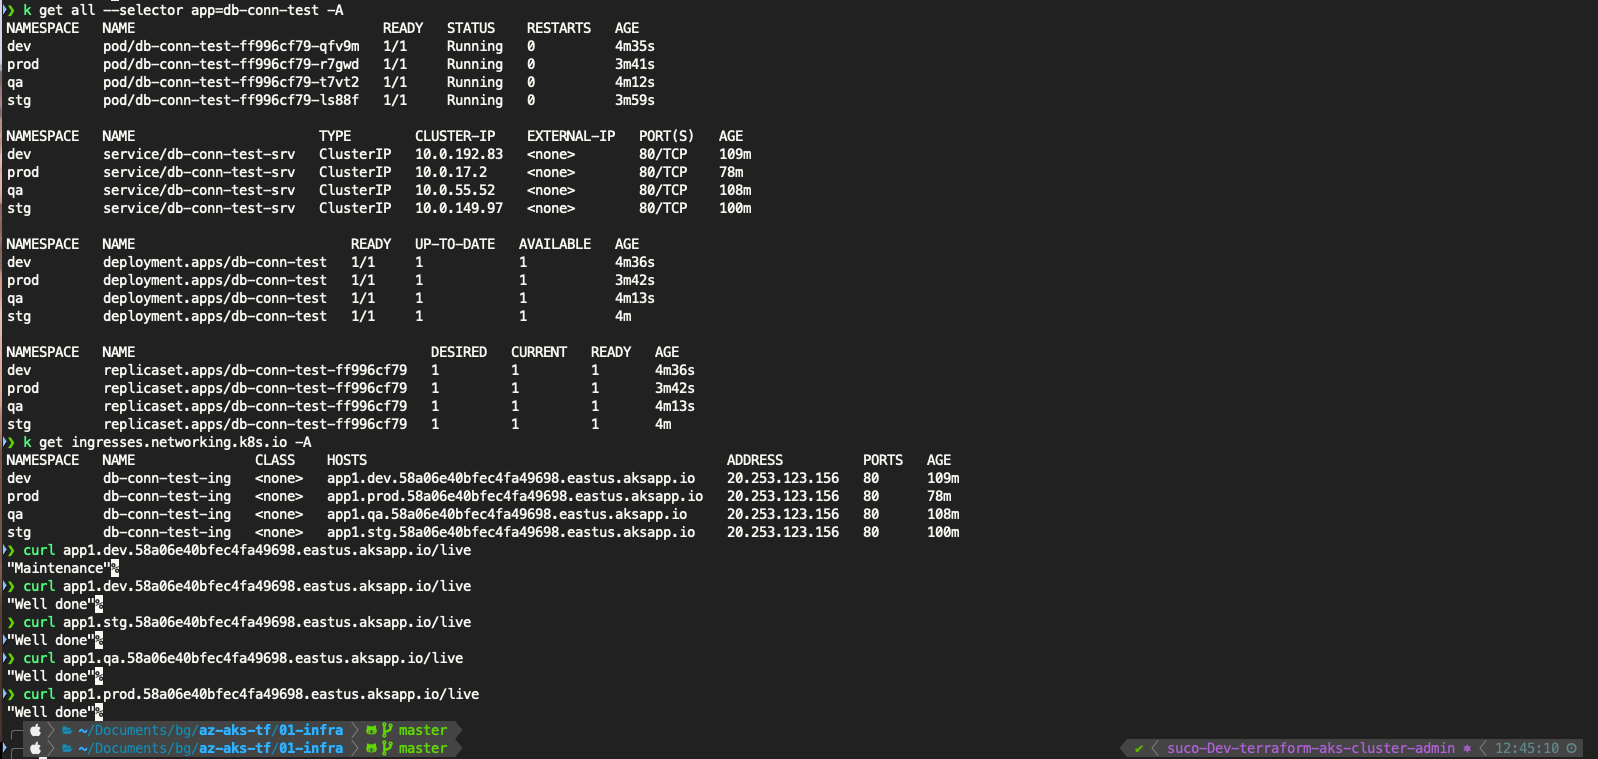 ❯ k get all --selector app=db-conn-test -A
NAMESPACE   NAME                               READY   STATUS    RESTARTS   AGE
dev         pod/db-conn-test-ff996cf79-qfv9m   1/1     Running   0          4m35s
prod        pod/db-conn-test-ff996cf79-r7gwd   1/1     Running   0          3m41s
qa          pod/db-conn-test-ff996cf79-t7vt2   1/1     Running   0          4m12s
stg         pod/db-conn-test-ff996cf79-ls88f   1/1     Running   0          3m59s
NAMESPACE   NAME                       TYPE        CLUSTER-IP    EXTERNAL-IP   PORT(S)   AGE
dev         service/db-conn-test-srv   ClusterIP   10.0.192.83   <none>        80/TCP    109m
prod        service/db-conn-test-srv   ClusterIP   10.0.17.2     <none>        80/TCP    78m
qa          service/db-conn-test-srv   ClusterIP   10.0.55.52    <none>        80/TCP    108m
stg         service/db-conn-test-srv   ClusterIP   10.0.149.97   <none>        80/TCP    100m
NAMESPACE   NAME                           READY   UP-TO-DATE   AVAILABLE   AGE
dev         deployment.apps/db-conn-test   1/1     1            1           4m36s
prod        deployment.apps/db-conn-test   1/1     1            1           3m42s
qa          deployment.apps/db-conn-test   1/1     1            1           4m13s
stg         deployment.apps/db-conn-test   1/1     1            1           4m
NAMESPACE   NAME                                     DESIRED   CURRENT   READY   AGE
dev         replicaset.apps/db-conn-test-ff996cf79   1         1         1       4m36s
prod        replicaset.apps/db-conn-test-ff996cf79   1         1         1       3m42s
qa          replicaset.apps/db-conn-test-ff996cf79   1         1         1       4m13s
stg         replicaset.apps/db-conn-test-ff996cf79   1         1         1       4m
❯ k get ingresses.networking.k8s.io -A
NAMESPACE   NAME               CLASS    HOSTS                                             ADDRESS          PORTS   AGE
dev         db-conn-test-ing   <none>   app1.dev.58a06e40bfec4fa49698.eastus.aksapp.io    20.253.123.156   80      109m
prod        db-conn-test-ing   <none>   app1.prod.58a06e40bfec4fa49698.eastus.aksapp.io   20.253.123.156   80      78m
qa          db-conn-test-ing   <none>   app1.qa.58a06e40bfec4fa49698.eastus.aksapp.io     20.253.123.156   80      108m
stg         db-conn-test-ing   <none>   app1.stg.58a06e40bfec4fa49698.eastus.aksapp.io    20.253.123.156   80      100m
❯ curl app1.dev.58a06e40bfec4fa49698.eastus.aksapp.io/live
"Maintenance"%
❯ curl app1.dev.58a06e40bfec4fa49698.eastus.aksapp.io/live
"Well done"%
❯ curl app1.stg.58a06e40bfec4fa49698.eastus.aksapp.io/live
"Well done"%
❯ curl app1.qa.58a06e40bfec4fa49698.eastus.aksapp.io/live
"Well done"%
❯ curl app1.prod.58a06e40bfec4fa49698.eastus.aksapp.io/live
"Well done"%
~/Documents/bg/az-aks-tf/01-infra master
~/Documents/bg/az-aks-tf/01-infra master ✔ suco-Dev-terraform-aks-cluster-admin 12:45:10